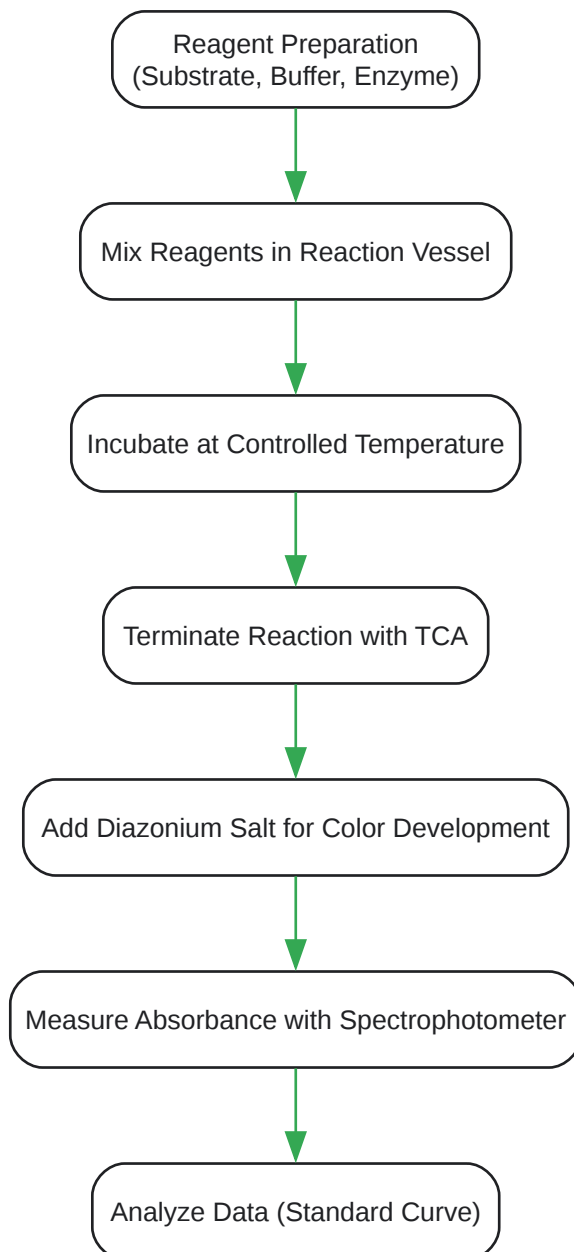 Reagent Preparation
(Substrate, Buffer, Enzyme)
Mix Reagents in Reaction Vessel
Incubate at Controlled Temperature
Terminate Reaction with TCA
Add Diazonium Salt for Color Development
Measure Absorbance with Spectrophotometer
Analyze Data (Standard Curve)